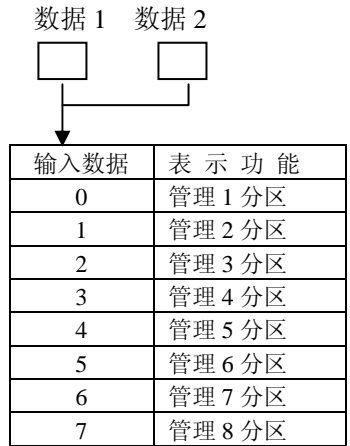 数据 1 数据 2
输入数据 表 示 功 能
0 管理 1 分区
1 管理 2 分区
2 管理 3 分区
3 管理 4 分区
4 管理 5 分区
5 管理 6 分区
6 管理 7 分区
7 管理 8 分区